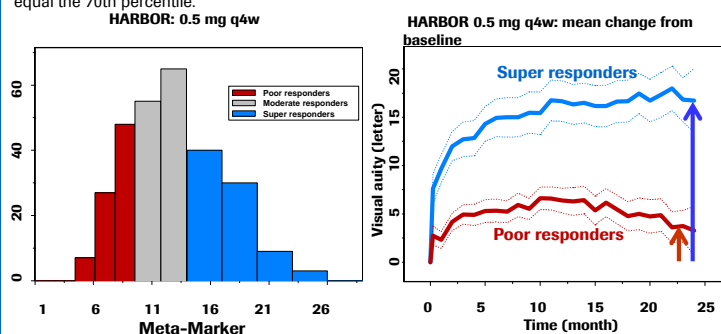 equal the 70th percentile.
HARBOR: 0.5 mg q4w
60
40
20
0
Poor responders
Moderate responders
Super responders
1 6 11 16 21 26
Meta-Marker
HARBOR 0.5 mg q4w: mean change from
baseline
Visual auity (letter)
20
15
10
5
0
Super responders
Poor responders
0 5 10 15 20 25
Time (month)